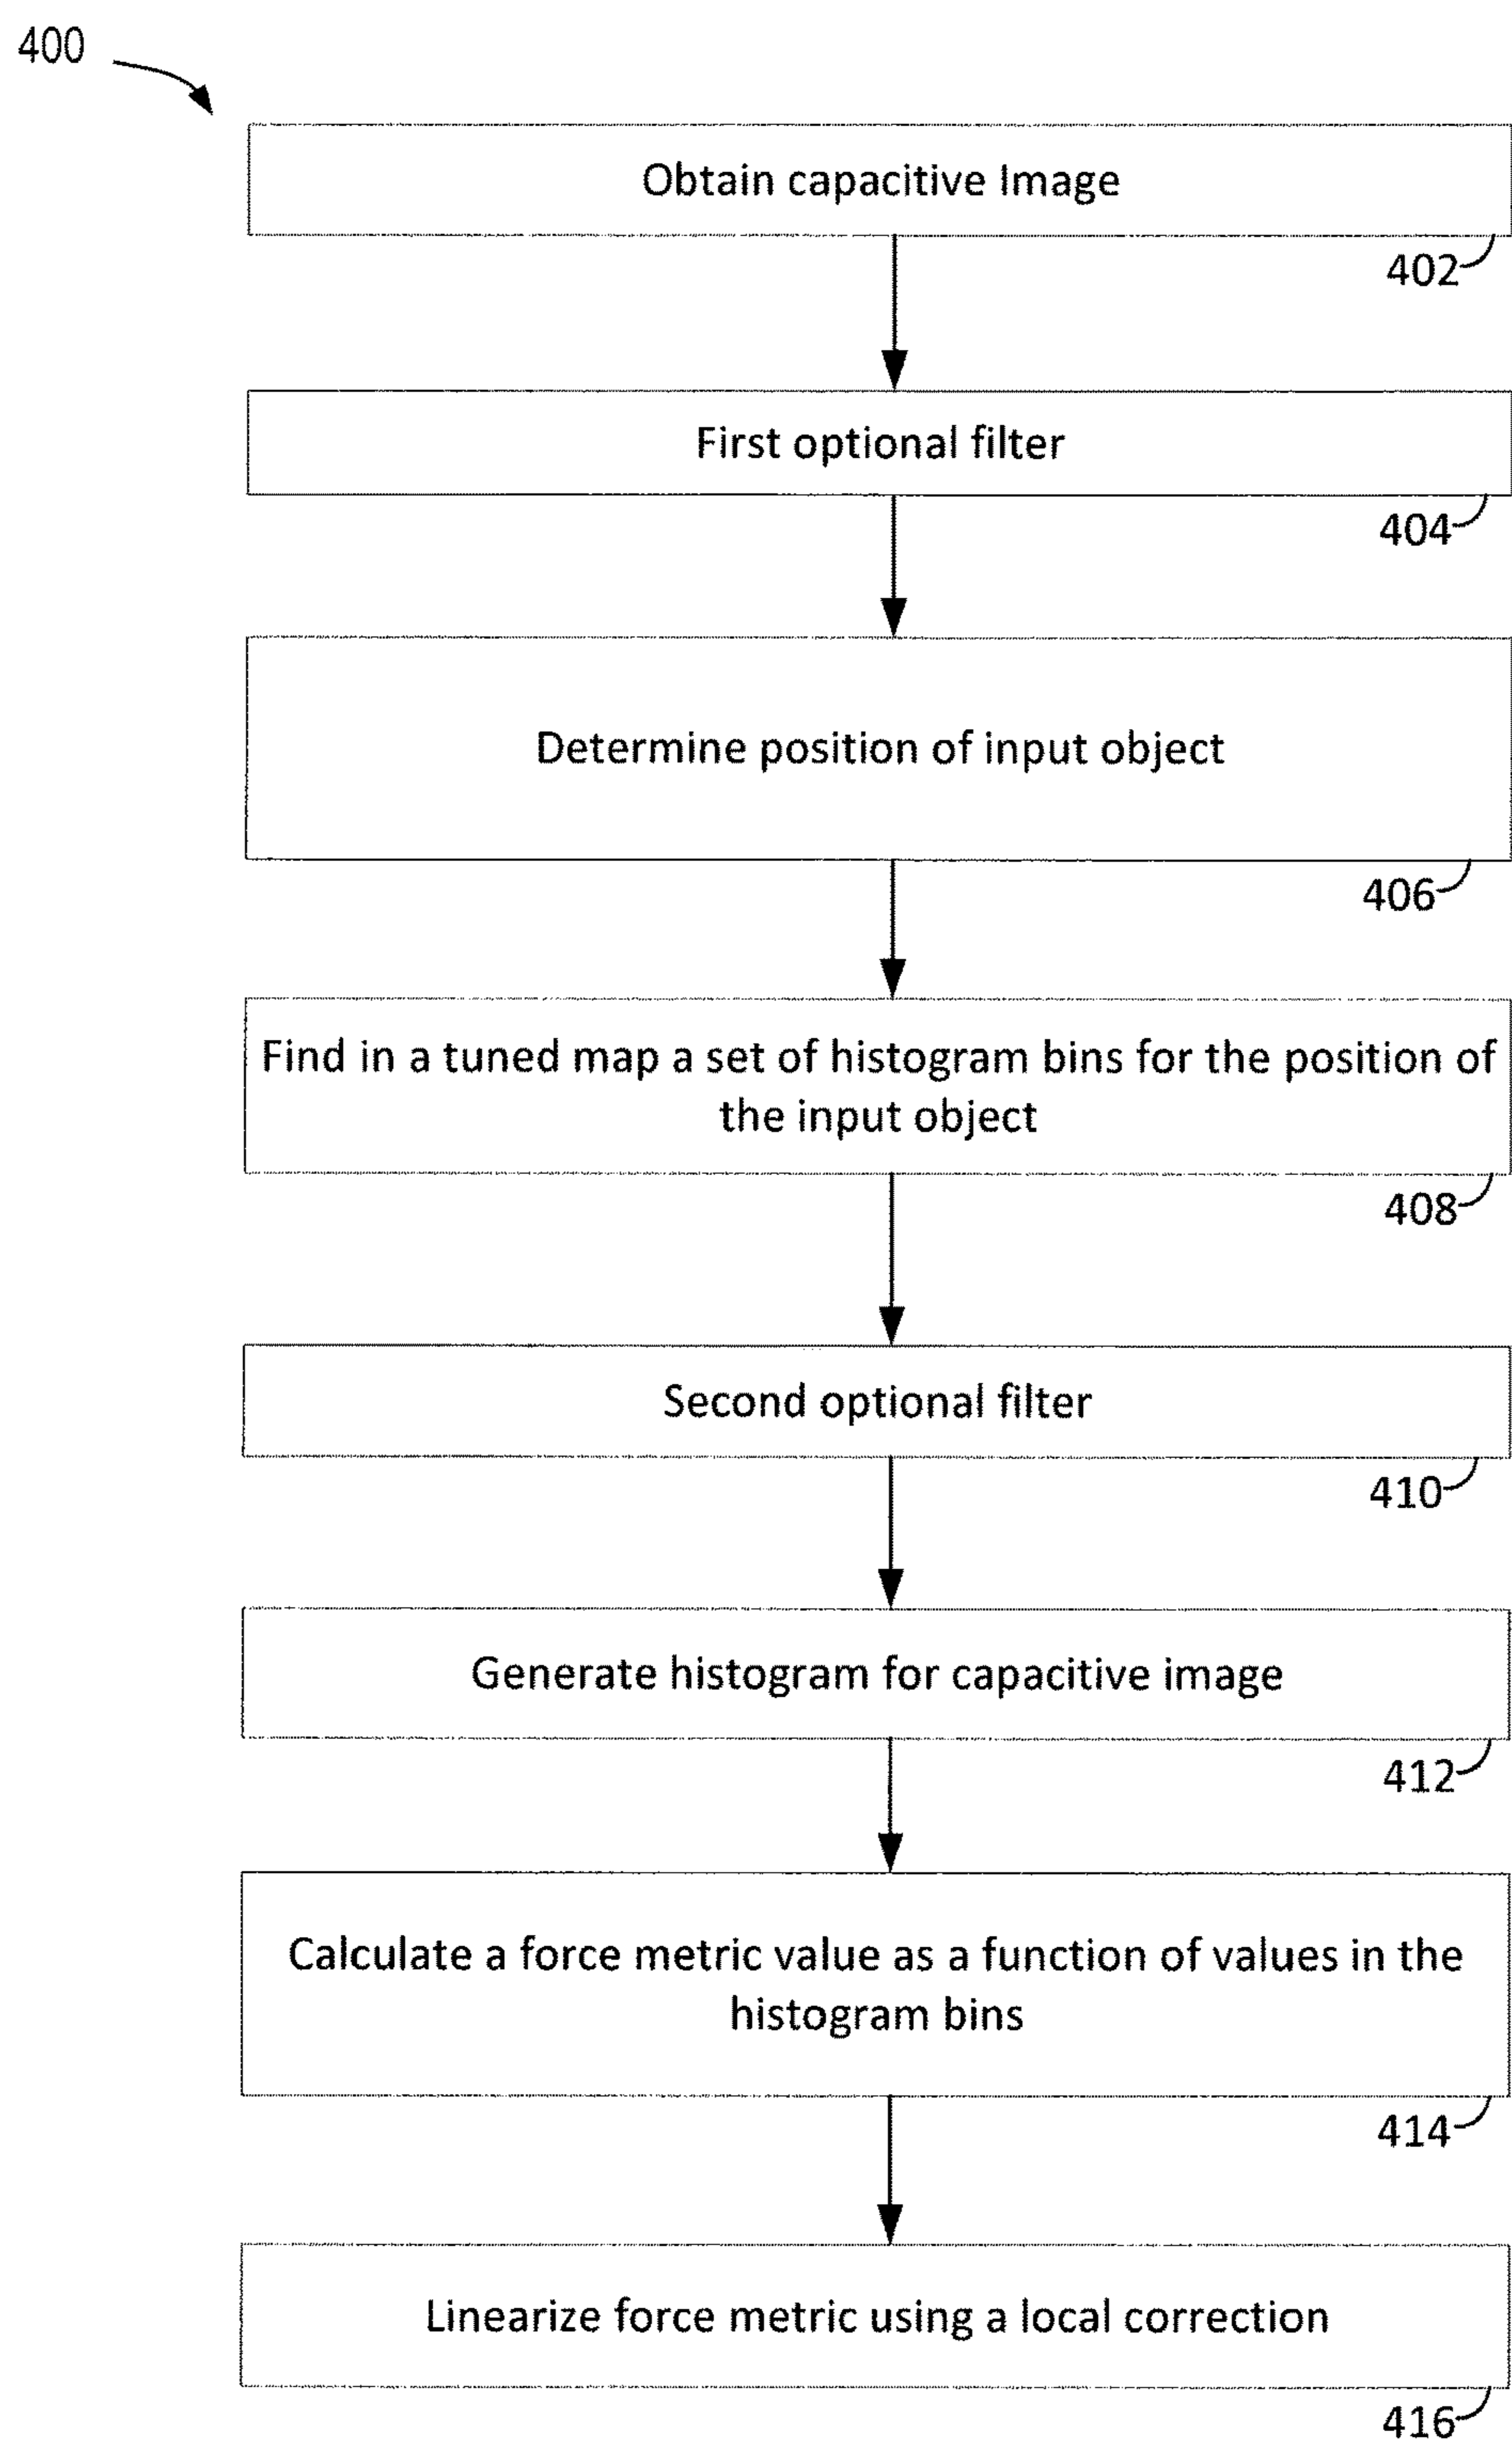 400
Obtain capacitive Image
402
First optional filter
404
Determine position of input object
406
Find in a tuned map a set of histogram bins for the position of
the input object
408
Second optional filter
410
Generate histogram for capacitive image
412
Calculate a force metric value as a function of values in the
histogram bins
414
Linearize force metric using a local correction
416